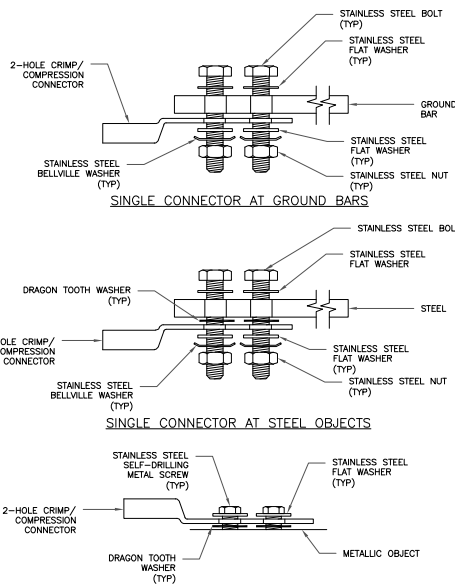 STAINLESS STEEL BOLT
(TYP)
STAINLESS STEEL
FLAT WASHER
(TYP)
2-HOLE CRIMP/
COMPRESSION
CONNECTOR
GROUND
BAR
STAINLESS STEEL
FLAT WASHER
(TYP)
STAINLESS STEEL
BELLVILLE WASHER
(TYP)
STAINLESS STEEL NUT
(TYP)
SINGLE CONNECTOR AT GROUND BARS
STAINLESS STEEL BOL
STAINLESS STEEL
FLAT WASHER
DRAGON TOOTH WASHER
(TYP)
STEEL
OLE CRIMP/
OMPRESSION
CONNECTOR
STAINLESS STEEL
FLAT WASHER
(TYP)
STAINLESS STEEL
BELLVILLE WASHER
(TYP)
STAINLESS STEEL NUT
(TYP)
SINGLE CONNECTOR AT STEEL OBJECTS
STAINLESS STEEL
SELF-DRILLING
METAL SCREW
(TYP)
STAINLESS STEEL
FLAT WASHER
(TYP)
2-HOLE CRIMP/
COMPRESSION
CONNECTOR
DRAGON TOOTH
WASHER
(TYP)
METALLIC OBJECT